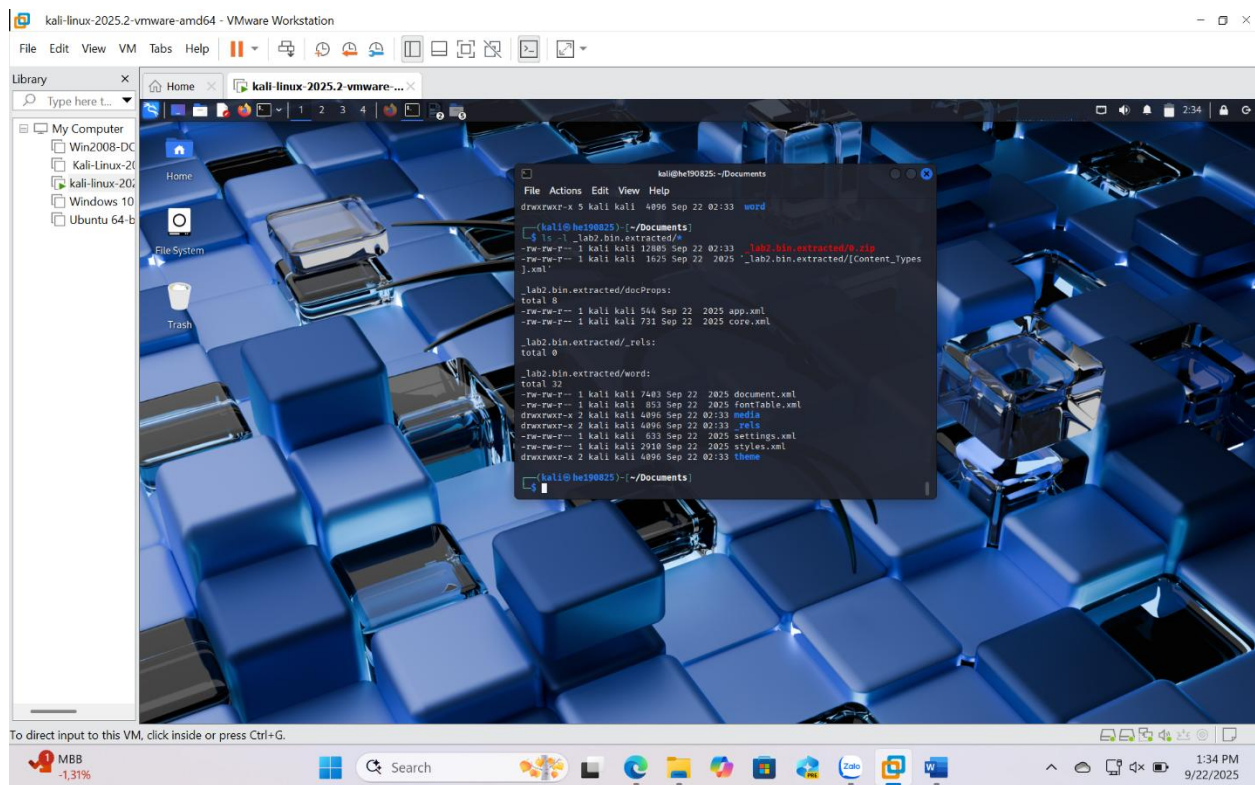 kali-linux-2025.2-vmware-amd64 - VMware Workstation
File Edit View VM Tabs Help
Library
Home
kali-linux-2025.2-vmware-...
Type here t...
1 2 3 4
2:34
My Computer
Win2008-DC
Kali-Linux-20
kali-linux-202
Windows 10
Ubuntu 64-b
Home
File System
Trash
kali@he190825: ~/Documents
File Actions Edit View Help
drwxrwxr-x 5 kali kali 4096 Sep 22 02:33 word
(kali㉿he190825)-[~/Documents]
$ ls -l _lab2.bin.extracted/*
-rw-rw-r-- 1 kali kali 12805 Sep 22 02:33 _lab2.bin.extracted/0.zip
-rw-rw-r-- 1 kali kali 1625 Sep 22 2025 '_lab2.bin.extracted/[Content_Types
].xml'
_lab2.bin.extracted/docProps:
total 8
-rw-rw-r-- 1 kali kali 544 Sep 22 2025 app.xml
-rw-rw-r-- 1 kali kali 731 Sep 22 2025 core.xml
_lab2.bin.extracted/_rels:
total 0
_lab2.bin.extracted/word:
total 32
-rw-rw-r-- 1 kali kali 7403 Sep 22 2025 document.xml
-rw-rw-r-- 1 kali kali 853 Sep 22 2025 fontTable.xml
drwxrwxr-x 2 kali kali 4096 Sep 22 02:33 media
drwxrwxr-x 2 kali kali 4096 Sep 22 02:33 _rels
-rw-rw-r-- 1 kali kali 633 Sep 22 2025 settings.xml
-rw-rw-r-- 1 kali kali 2910 Sep 22 2025 styles.xml
drwxrwxr-x 2 kali kali 4096 Sep 22 02:33 theme
(kali㉿he190825)-[~/Documents]
$
To direct input to this VM, click inside or press Ctrl+G.
1
MBB
-1,31%
Search
PRE
Zalo
W
1:34 PM
9/22/2025